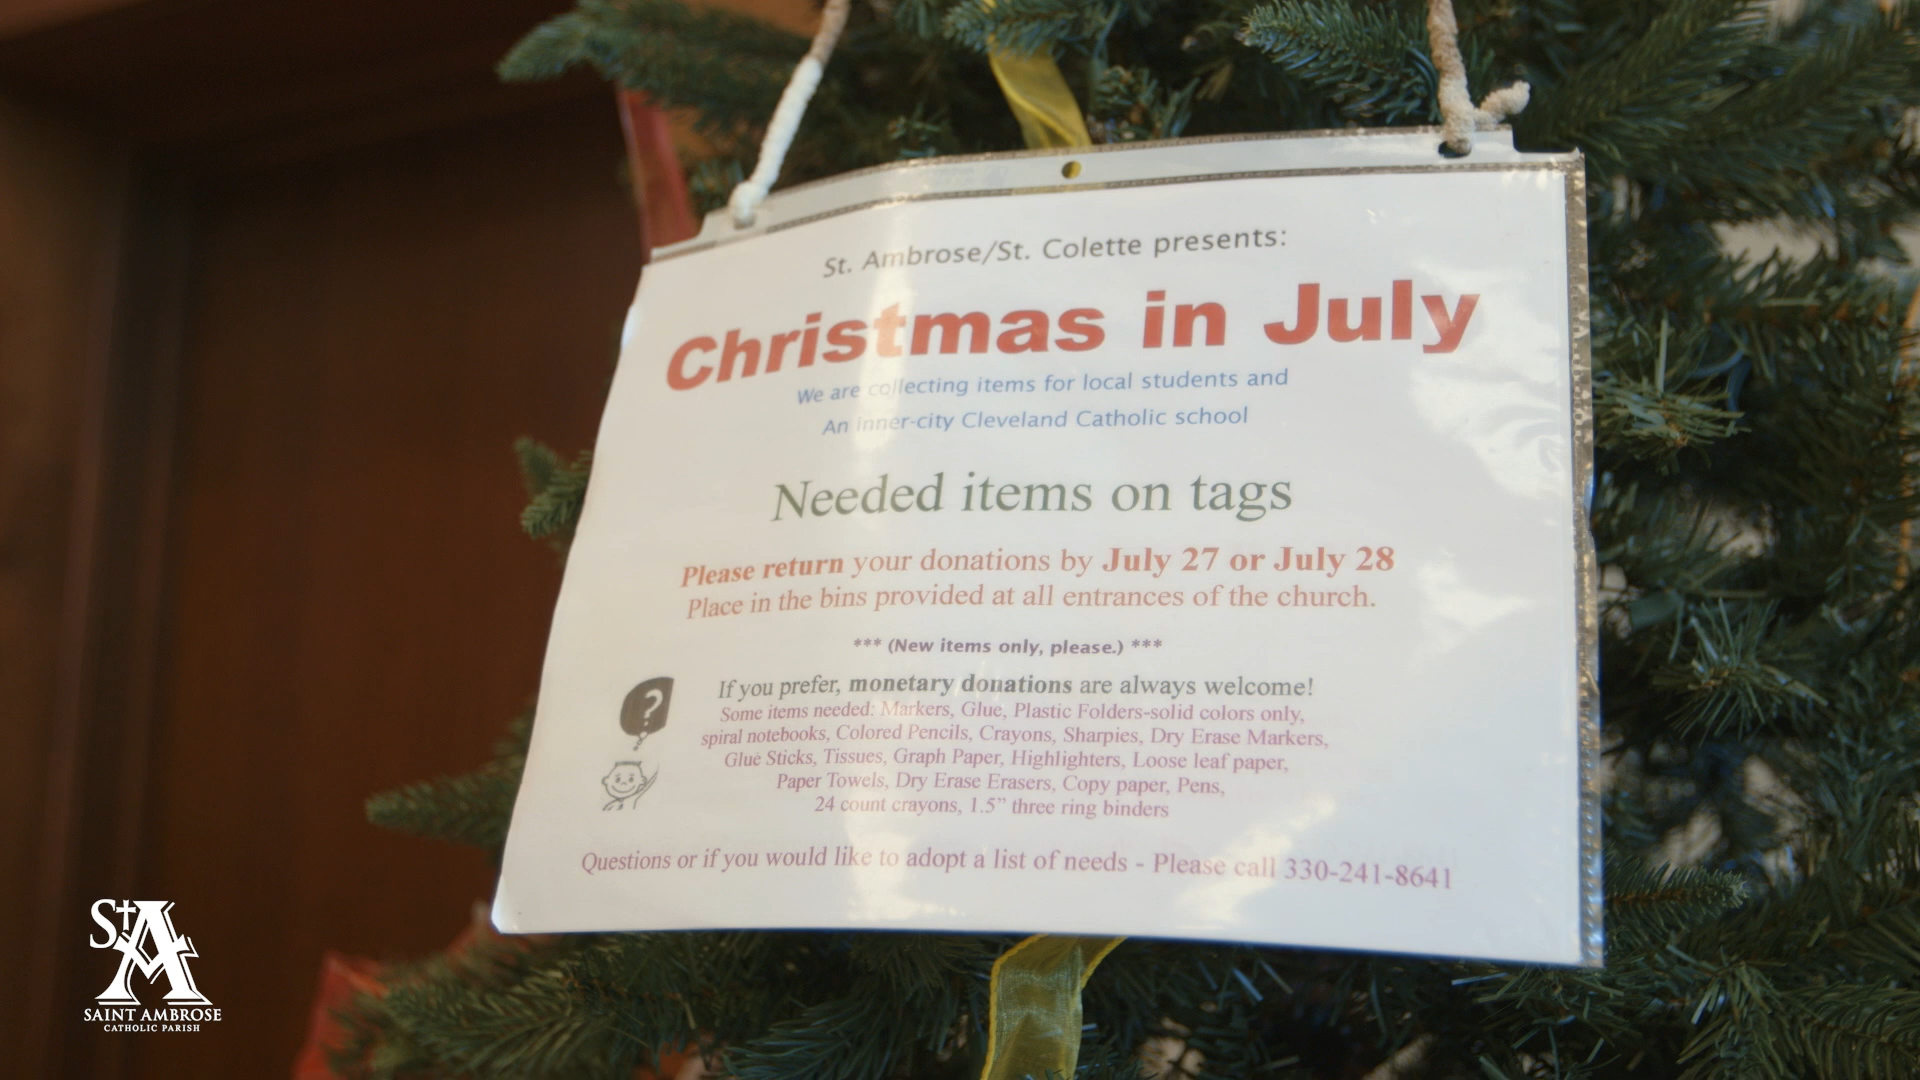 St. Ambrose/St. Colette presents:
Christmas in July
We are collecting items for local students and
An inner-city Cleveland Catholic school
Needed items on tags
Please return your donations by July 27 or July 28
Place in the bins provided at all entrances of the church.
*** (New items only, please.) ***
?
If you prefer, monetary donations are always welcome!
Some items needed: Markers, Glue, Plastic Folders-solid colors only,
spiral notebooks, Colored Pencils, Crayons, Sharpies, Dry Erase Markers,
Glue Sticks, Tissues, Graph Paper, Highlighters, Loose leaf paper,
Paper Towels, Dry Erase Erasers, Copy paper, Pens,
24 count crayons, 1.5” three ring binders
Questions or if you would like to adopt a list of needs - Please call 330-241-8641
St A
SAINT AMBROSE
CATHOLIC PARISH